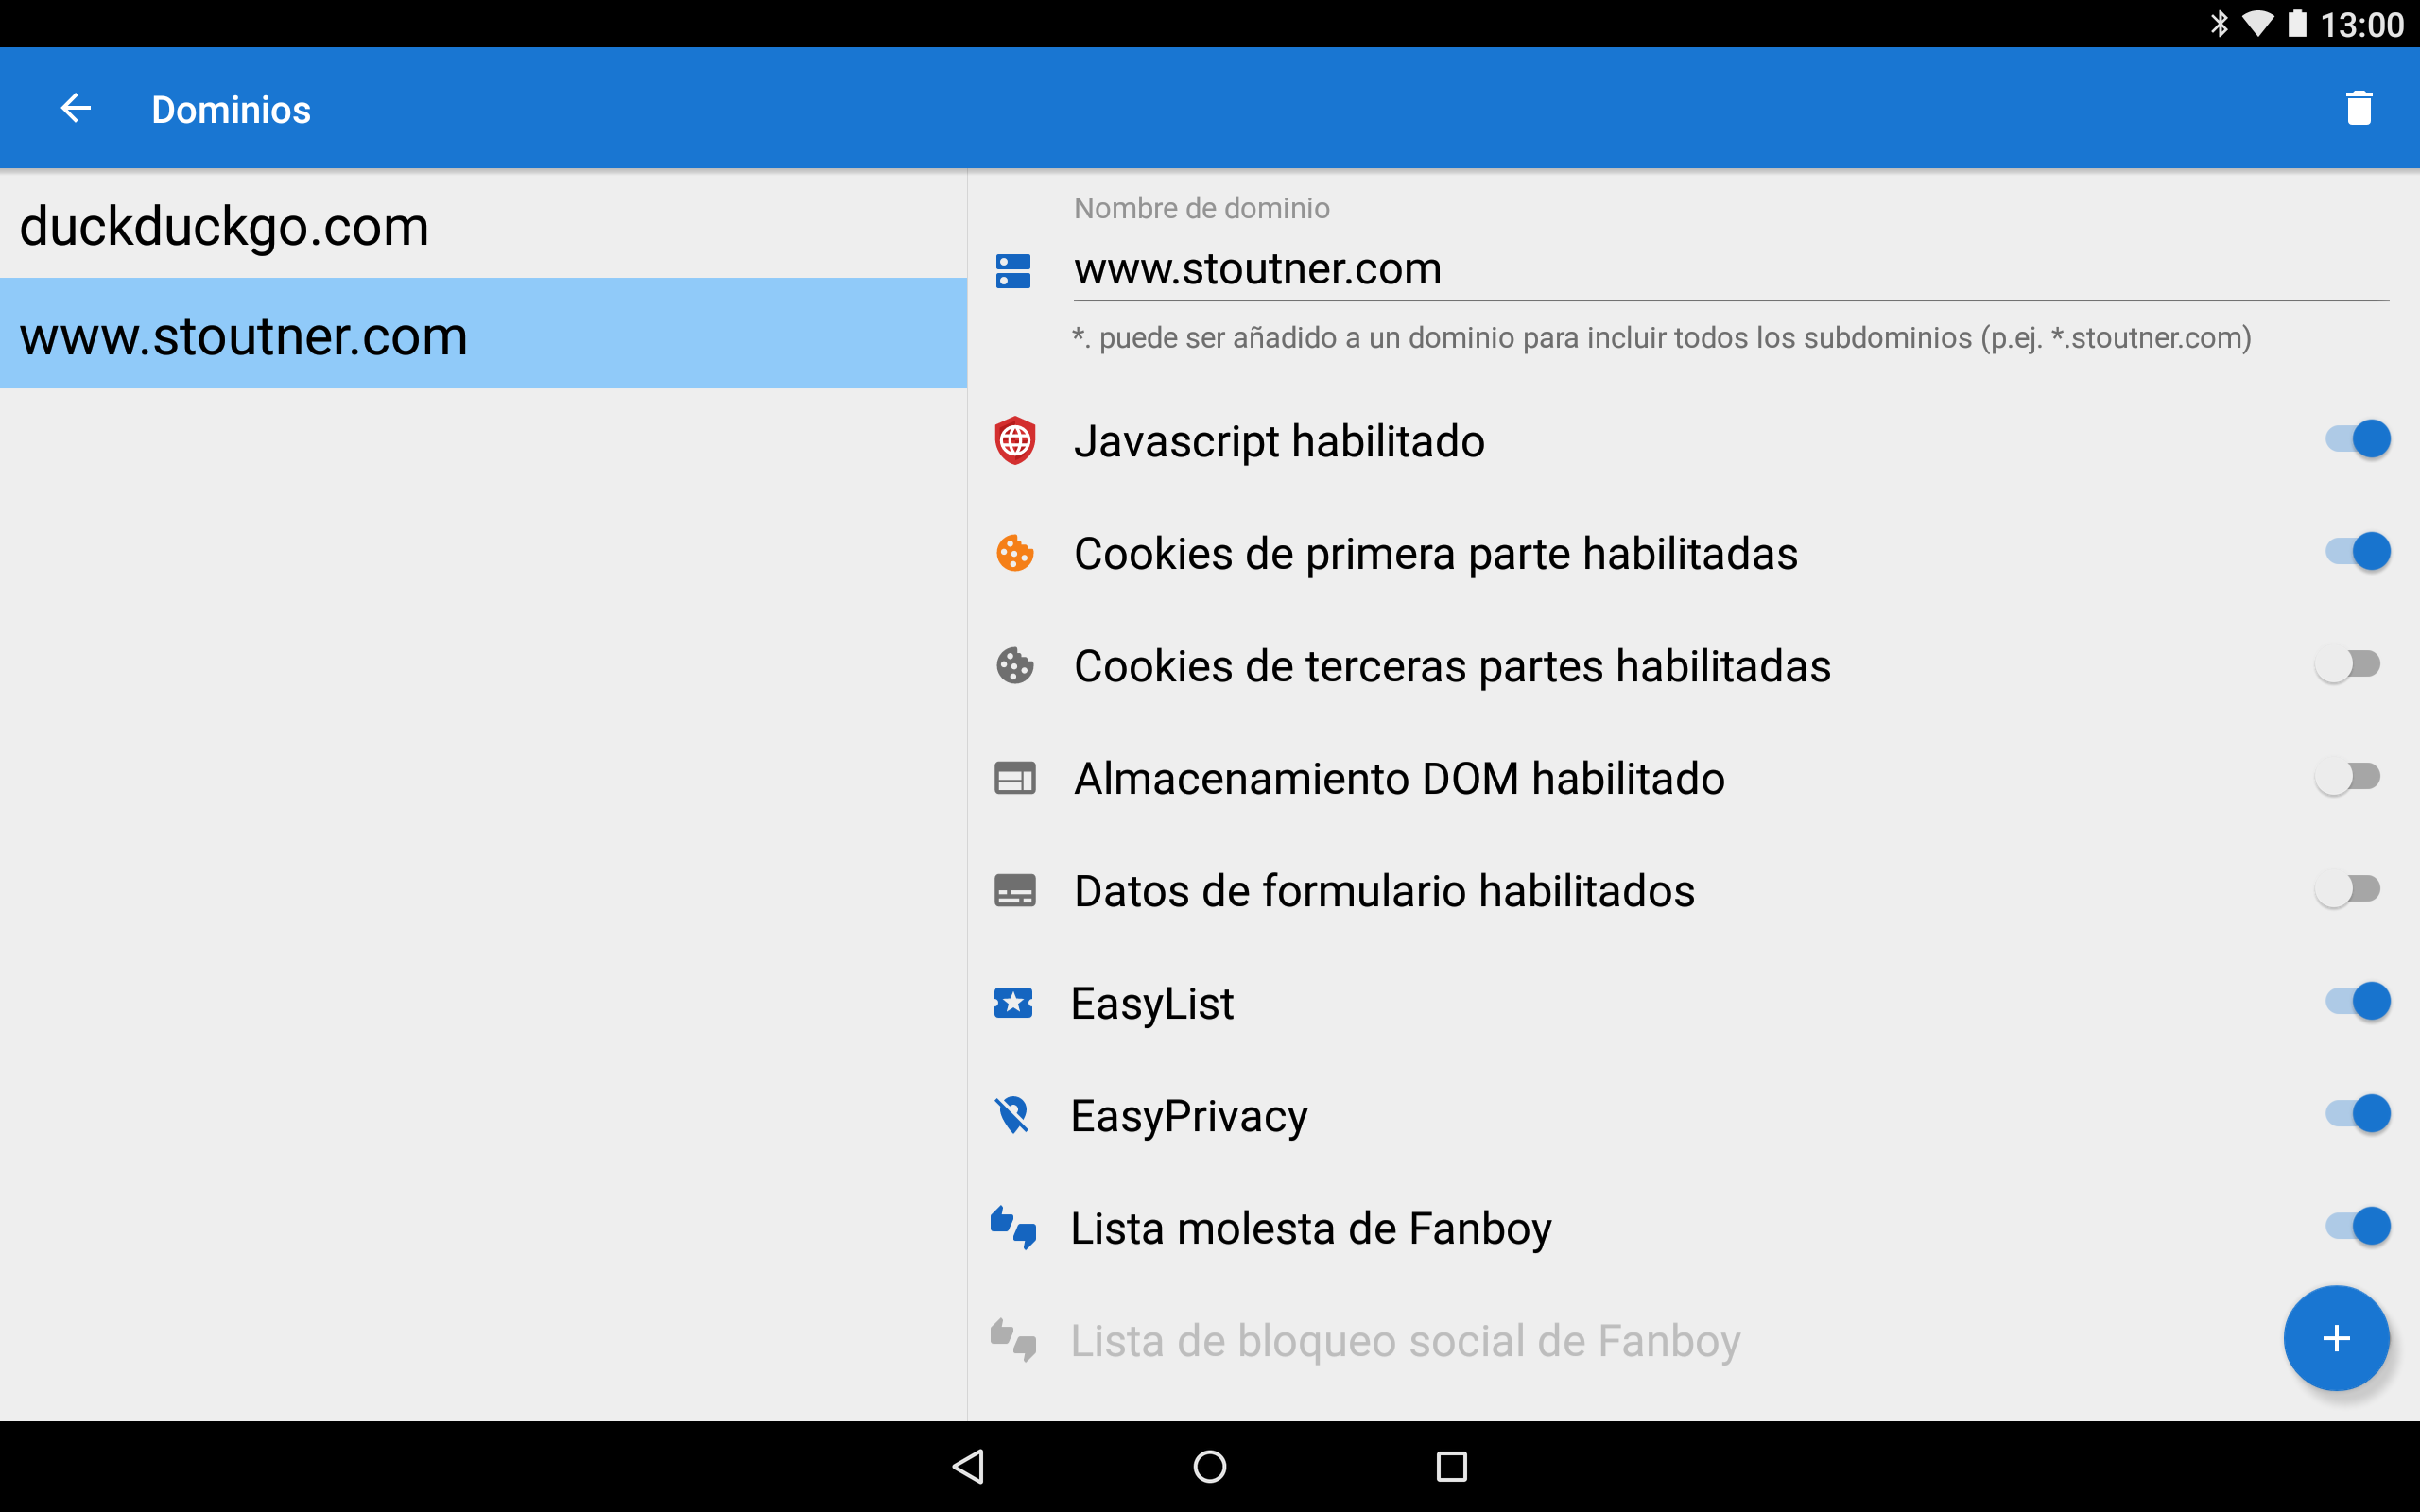 13:00
Dominios
duckduckgo.com
www.stoutner.com
Nombre de dominio
www.stoutner.com
*. puede ser añadido a un dominio para incluir todos los subdominios (p.ej. *.stoutner.com)
Javascript habilitado
Cookies de primera parte habilitadas
Cookies de terceras partes habilitadas
Almacenamiento DOM habilitado
Datos de formulario habilitados
EasyList
EasyPrivacy
Lista molesta de Fanboy
Lista de bloqueo social de Fanboy